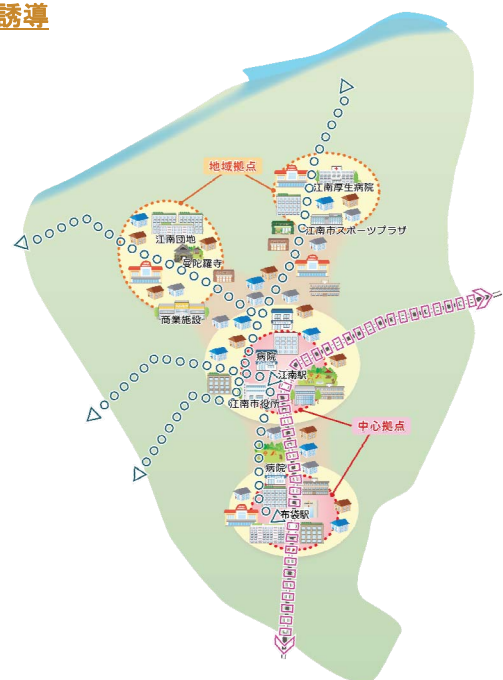 誘導
地域拠点
江南厚生病院
江南市スポーツプラザ
江南団地
曼陀羅寺
商業施設
病院
江南駅
江南市役所
中心拠点
病院
布袋駅